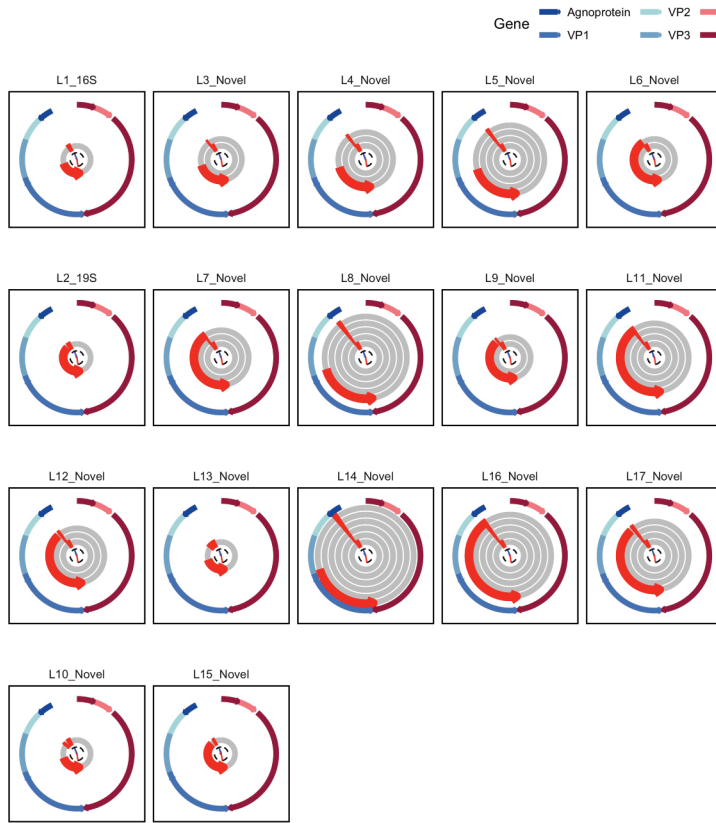 Gene
Agnoprotein
VP2
VP1
VP3
L1_16S
L3_Novel
L4_Novel
L5_Novel
L6_Novel
L2_19S
L7_Novel
L8_Novel
L9_Novel
L11_Novel
L12_Novel
L13_Novel
L14_Novel
L16_Novel
L17_Novel
L10_Novel
L15_Novel